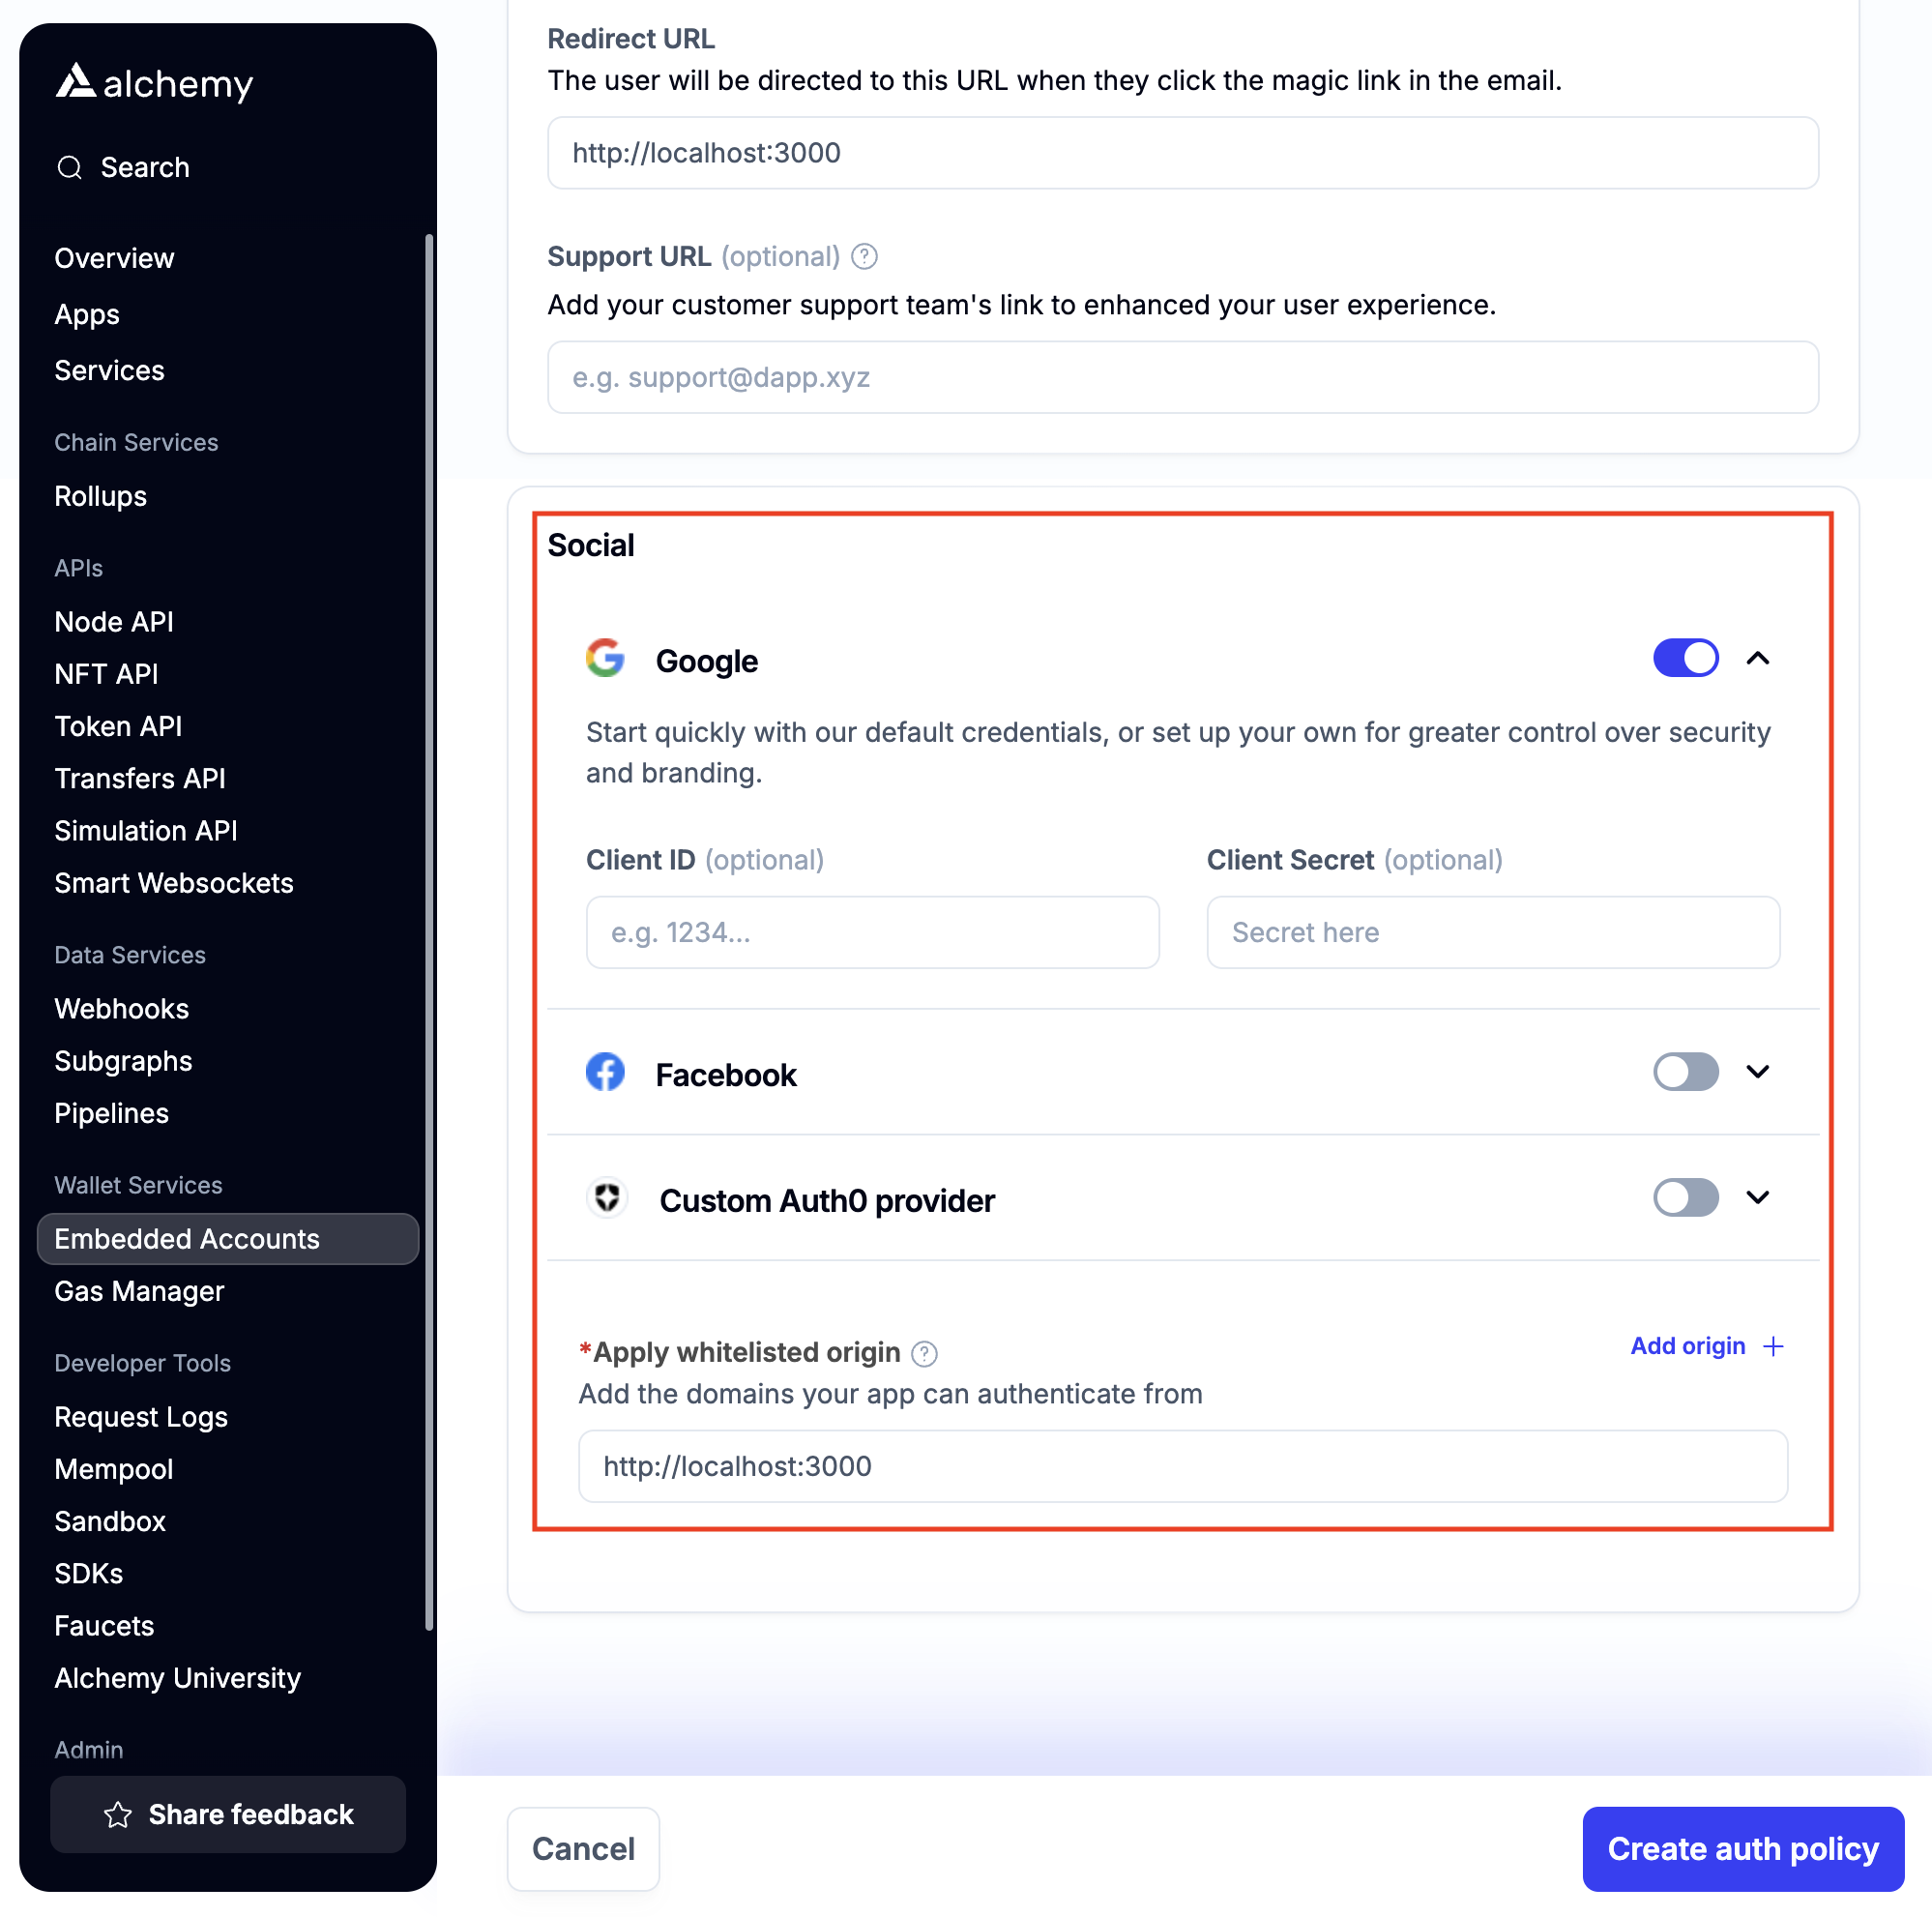 alchemy
Search
Overview
Apps
Services
Chain Services
Rollups
APIs
Node API
NFT API
Token API
Transfers API
Simulation API
Smart Websockets
Data Services
Webhooks
Subgraphs
Pipelines
Wallet Services
Embedded Accounts
Gas Manager
Developer Tools
Request Logs
Mempool
Sandbox
SDKs
Faucets
Alchemy University
Admin
Share feedback
Redirect URL
The user will be directed to this URL when they click the magic link in the email.
http://localhost:3000
Support URL (optional) ?
Add your customer support team's link to enhanced your user experience.
e.g. support@dapp.xyz
Social
Google
Start quickly with our default credentials, or set up your own for greater control over security
and branding.
Client ID (optional)
Client Secret (optional)
e.g. 1234...
Secret here
Facebook
Custom Auth0 provider
*Apply whitelisted origin ?
Add origin +
Add the domains your app can authenticate from
http://localhost:3000
Cancel
Create auth policy